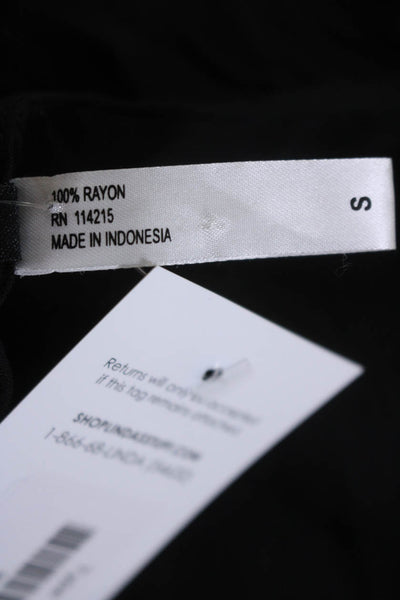 100% RAYON
RN 114215
MADE IN INDONESIA
S
Returns will only be accepted
if this tag remains attached
SHOPLINDASSTUFF.COM
1-866-68-LINDA (5463)